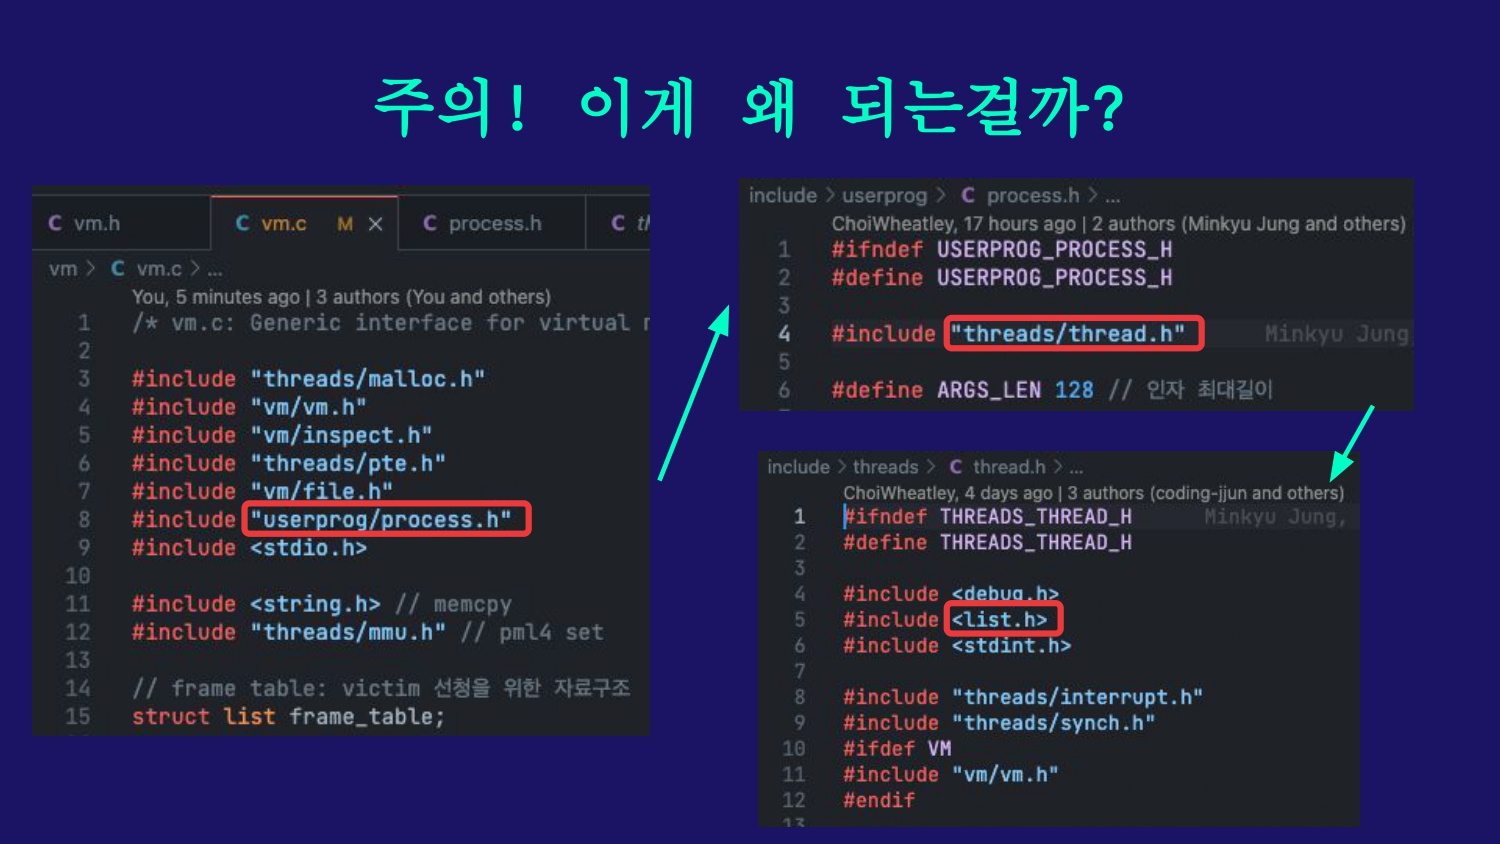 주의! 이게 왜 되는걸까?
C vm.h C vm.c M × C process.h C
vm > C vm.c > ...
You, 5 minutes ago | 3 authors (You and others)
1 /* vm.c: Generic interface for virtual
2
3 #include "threads/malloc.h"
4 #include "vm/vm.h"
5 #include "vm/inspect.h"
6 #include "threads/pte.h"
7 #include "vm/file.h"
8 #include "userprog/process.h"
9 #include <stdio.h>
10
11 #include <string.h> // memcpy
12 #include "threads/mmu.h" // pml4 set
13
14 // frame table: victim 선청을 위한 자료구조
15 struct list frame_table;
include > userprog > C process.h > ...
ChoiWheatley, 17 hours ago | 2 authors (Minkyu Jung and others)
1 #ifndef USERPROG_PROCESS_H
2 #define USERPROG_PROCESS_H
3
4 #include "threads/thread.h" Minkyu Jung,
5
6 #define ARGS_LEN 128 // 인자 최대길이
include > threads > C thread.h > ...
ChoiWheatley, 4 days ago | 3 authors (coding-jjun and others)
1 #ifndef THREADS_THREAD_H Minkyu Jung,
2 #define THREADS_THREAD_H
3
4 #include <debug.h>
5 #include <list.h>
6 #include <stdint.h>
7
8 #include "threads/interrupt.h"
9 #include "threads/synch.h"
10 #ifdef VM
11 #include "vm/vm.h"
12 #endif
13